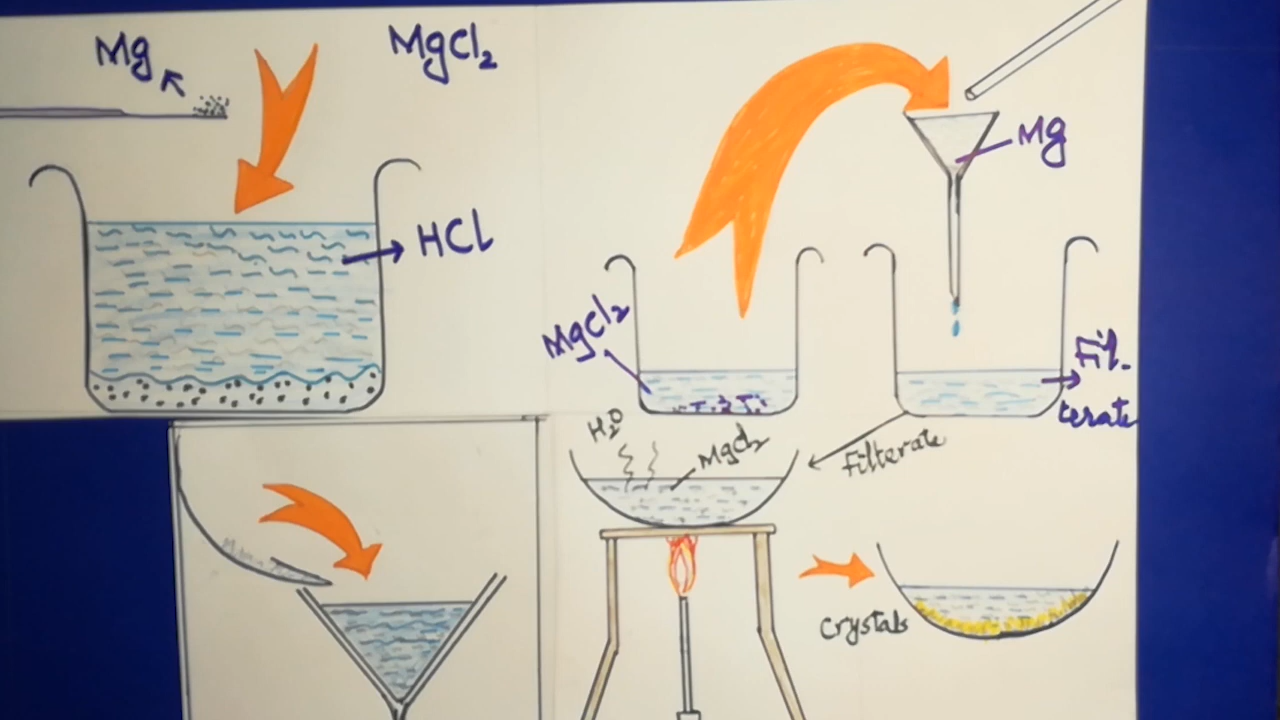 Mg
MgCl2
HCl
Mg
MgCl2
Fil.
terate
H2O
MgCl2
Filterate
Crystals